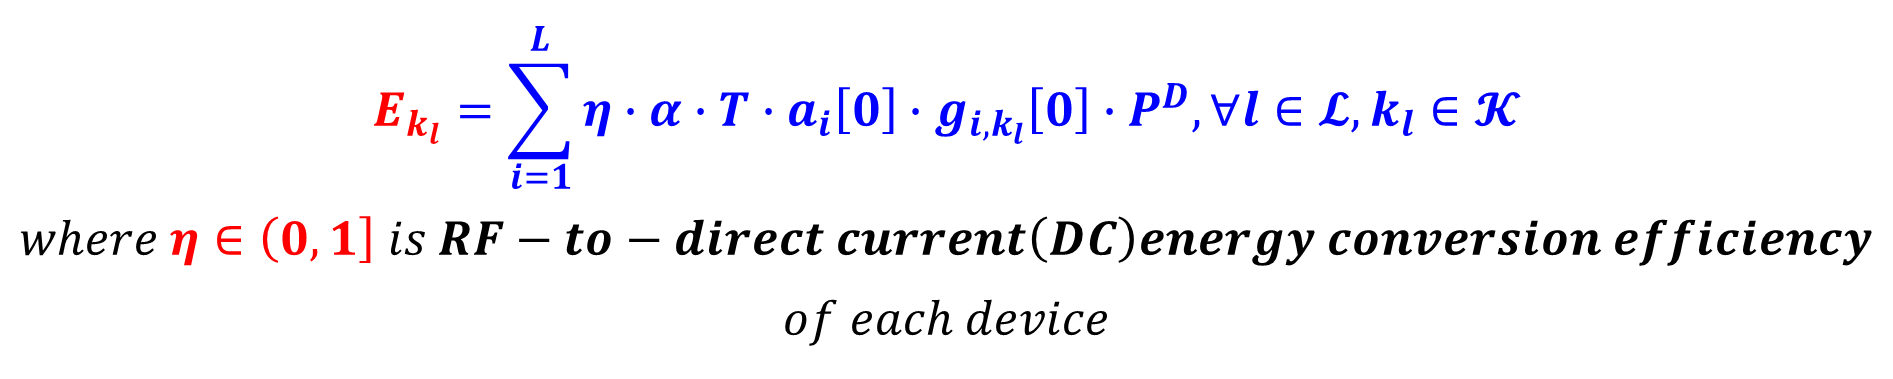 E_{k_l} = \sum_{i=1}^{L} η · α · T · a_i[0] · g_{i,k_l}[0] · P^D, ∀l ∈ ℒ, k_l ∈ 𝒦
where η ∈ (0, 1] is RF − to − direct current(DC)energy conversion efficiency
of each device